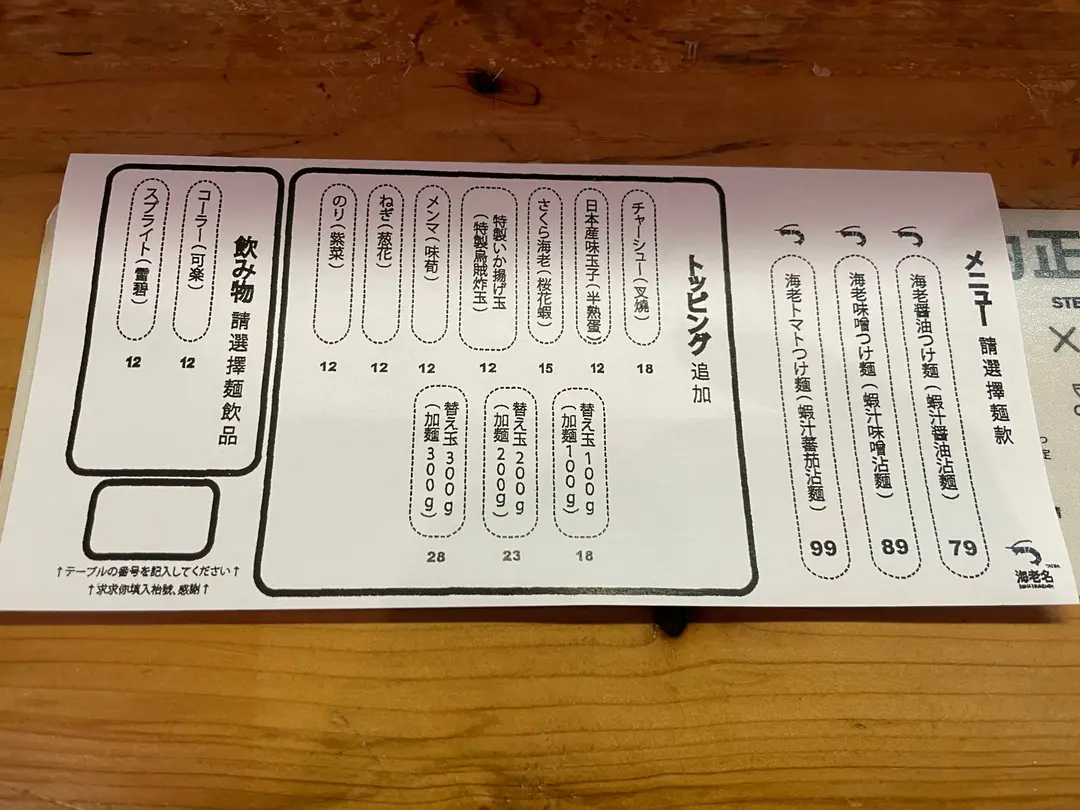 メニュー 請選擇麺款
海老醤油つけ麺(蝦汁醤油沾麵)
79
海老味噌つけ麺(蝦汁味噌沾麵)
89
海老トマトつけ麺(蝦汁蕃茄沾麵)
99
海老名
トッピング 追加
チャーシュー(叉燒)
18
日本産味玉子(半熟蛋)
12
さくら海老(桜花蝦)
15
特製いか揚げ玉
(特製烏賊炸玉)
12
メンマ(味筍)
12
ねぎ(葱花)
12
のり(紫菜)
12
替え玉100g
(加麵100g)
18
替え玉200g
(加麵200g)
23
替え玉300g
(加麵300g)
28
飲み物 請選擇麺飲品
コーラー(可楽)
12
スプライト(雪碧)
12
↑テーブルの番号を記入してください↑
↑求求你填入枱號,感謝↑
正
STE